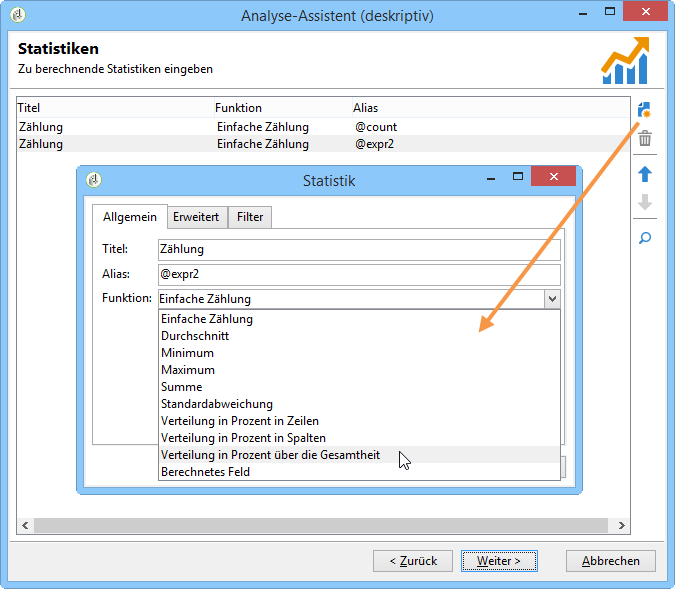 Analyse-Assistent (deskriptiv)
Statistiken
Zu berechnende Statistiken eingeben
Titel Funktion Alias
Zählung Einfache Zählung @count
Zählung Einfache Zählung @expr2
Statistik
Allgemein Erweitert Filter
Titel: Zählung
Alias: @expr2
Funktion: Einfache Zählung
Einfache Zählung
Durchschnitt
Minimum
Maximum
Summe
Standardabweichung
Verteilung in Prozent in Zeilen
Verteilung in Prozent in Spalten
Verteilung in Prozent über die Gesamtheit
Berechnetes Feld
< Zurück Weiter > Abbrechen